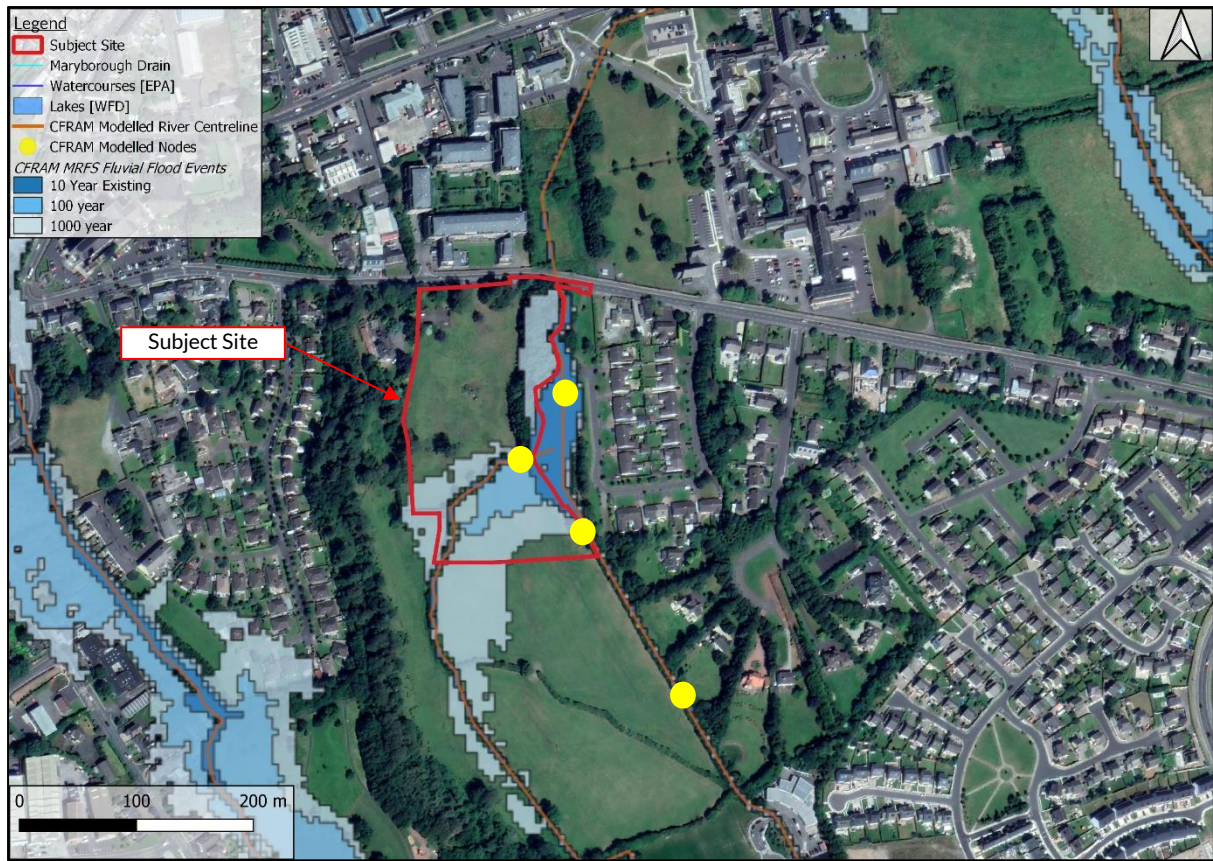 Legend
Subject Site
Maryborough Drain
Watercourses [EPA]
Lakes [WFD]
CFRAM Modelled River Centreline
CFRAM Modelled Nodes
CFRAM MRFS Fluvial Flood Events
10 Year Existing
100 year
1000 year
Subject Site
0 100 200 m